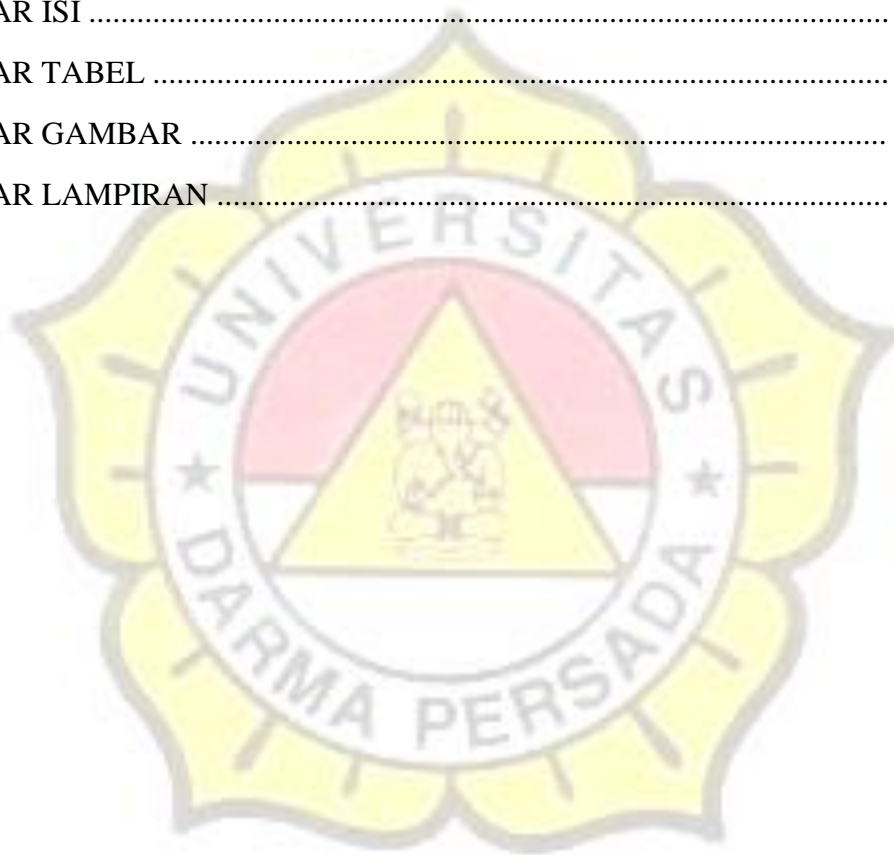 AR ISI ........................................................................................................
AR TABEL ...............................................................................................
AR GAMBAR ..........................................................................................
AR LAMPIRAN .......................................................................................
UNIVERSITAS
★ DARMA PERSADA ★